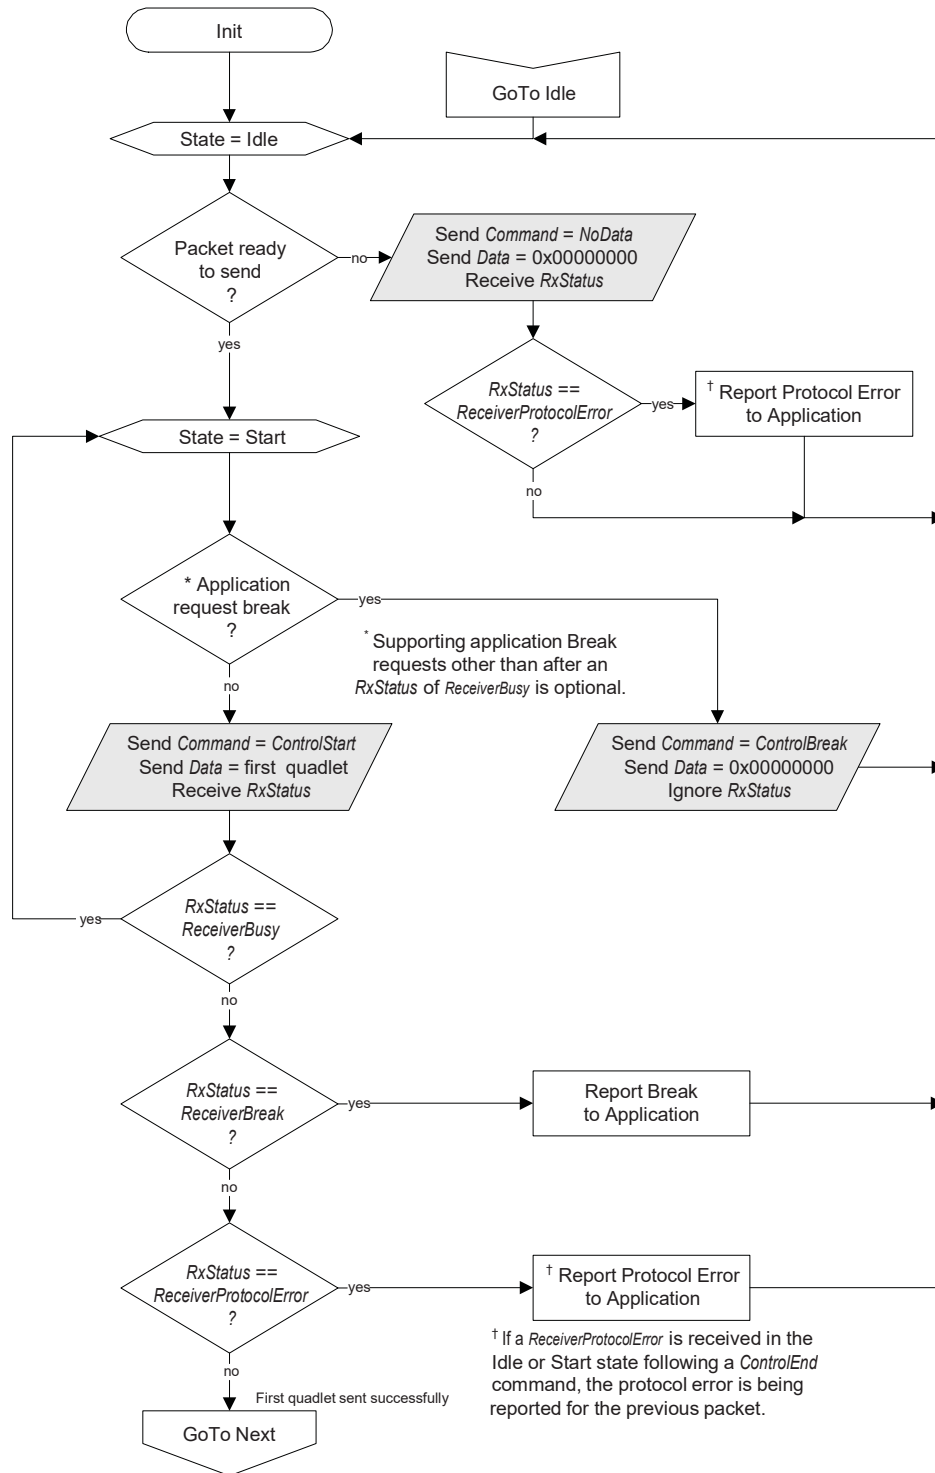 Init
GoTo Idle
State = Idle
Packet ready
to send
?
no
Send Command = NoData
Send Data = 0x00000000
Receive RxStatus
yes
RxStatus ==
ReceiverProtocolError
?
yes
† Report Protocol Error
to Application
no
State = Start
* Application
request break
?
yes
* Supporting application Break
requests other than after an
RxStatus of ReceiverBusy is optional.
no
Send Command = ControlStart
Send Data = first quadlet
Receive RxStatus
Send Command = ControlBreak
Send Data = 0x00000000
Ignore RxStatus
RxStatus ==
ReceiverBusy
?
yes
no
RxStatus ==
ReceiverBreak
?
yes
Report Break
to Application
no
RxStatus ==
ReceiverProtocolError
?
yes
† Report Protocol Error
to Application
† If a ReceiverProtocolError is received in the
Idle or Start state following a ControlEnd
command, the protocol error is being
reported for the previous packet.
no
First quadlet sent successfully
GoTo Next